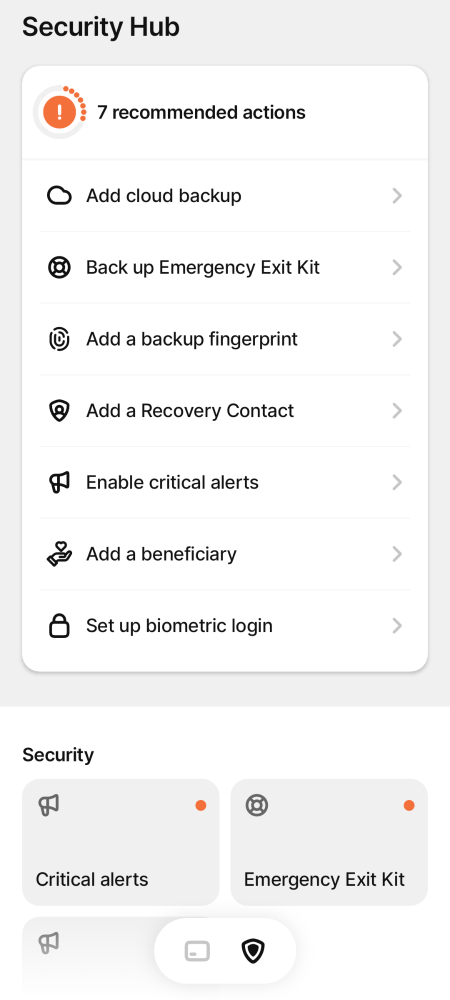 Security Hub
7 recommended actions
Add cloud backup
Back up Emergency Exit Kit
Add a backup fingerprint
Add a Recovery Contact
Enable critical alerts
Add a beneficiary
Set up biometric login
Security
Critical alerts
Emergency Exit Kit